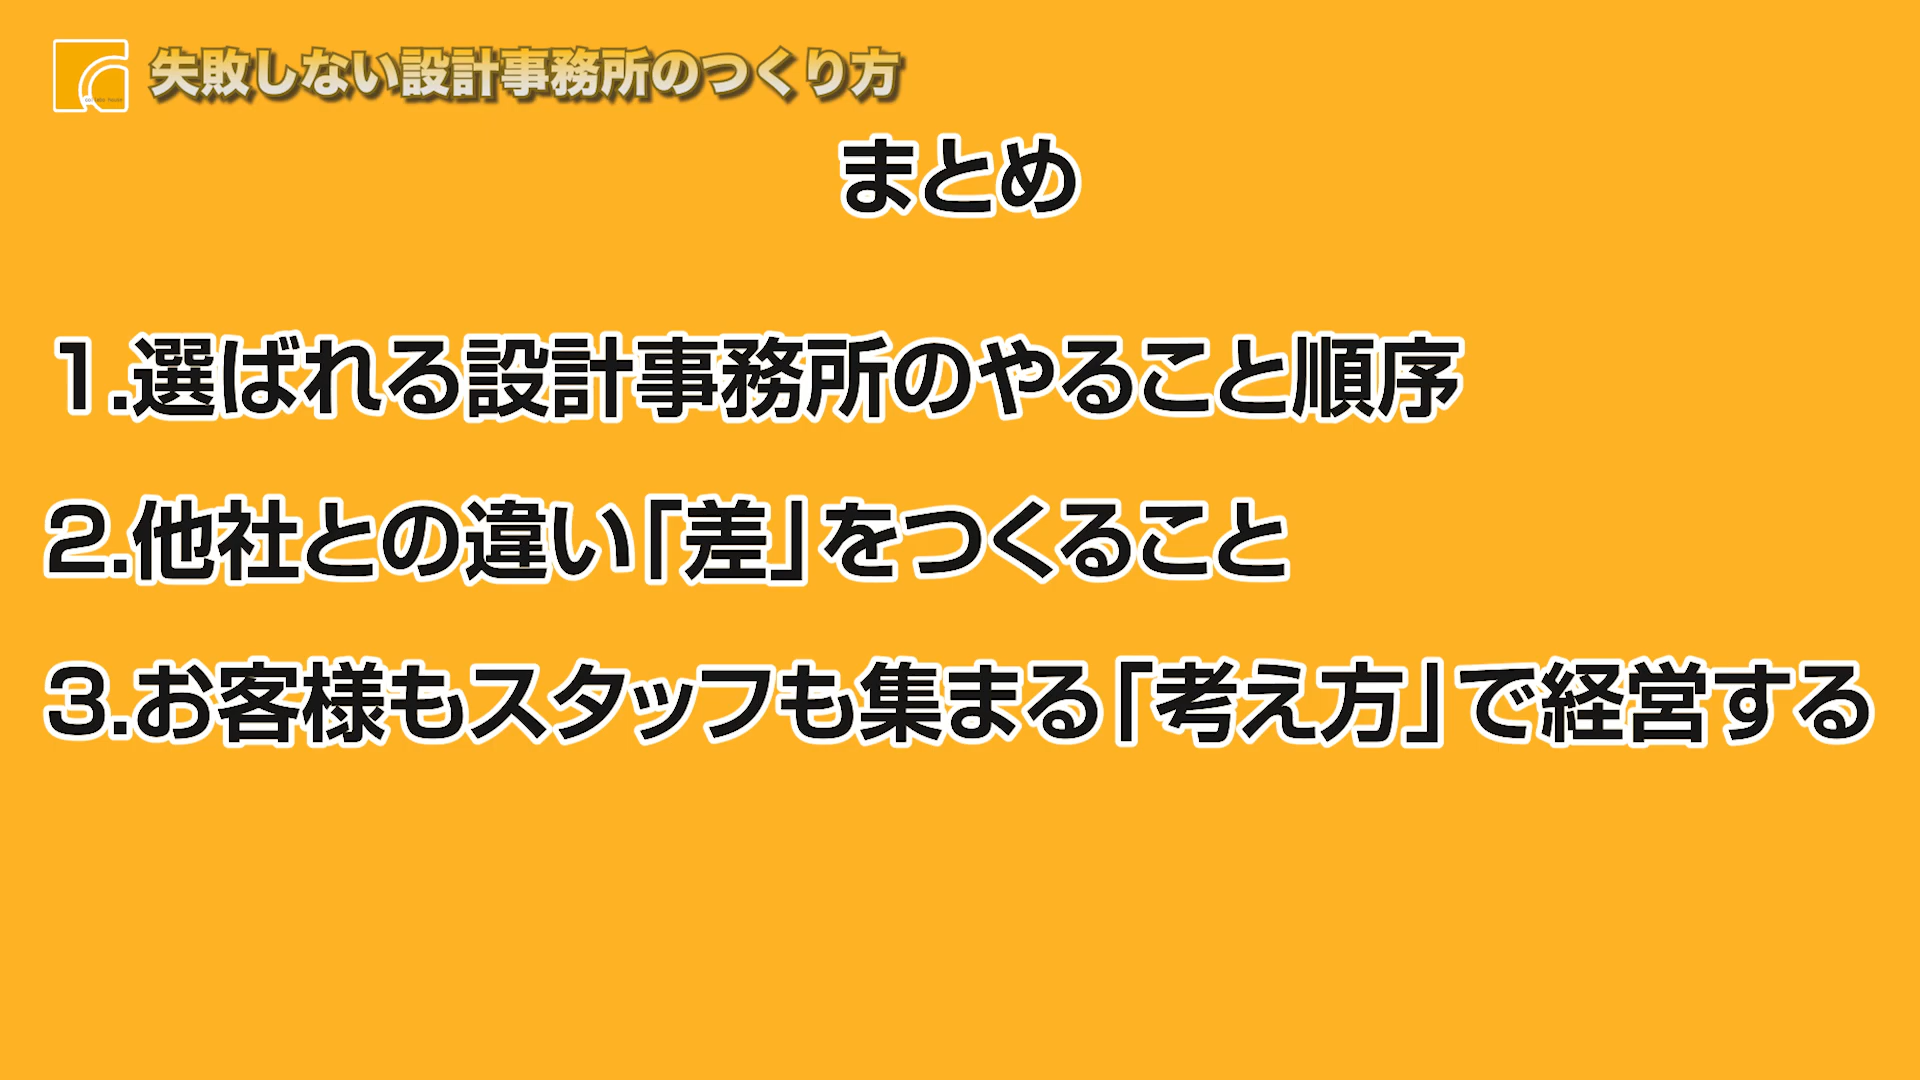 失敗しない設計事務所のつくり方
まとめ
1.選ばれる設計事務所のやること順序
2.他社との違い「差」をつくること
3.お客様もスタッフも集まる「考え方」で経営する